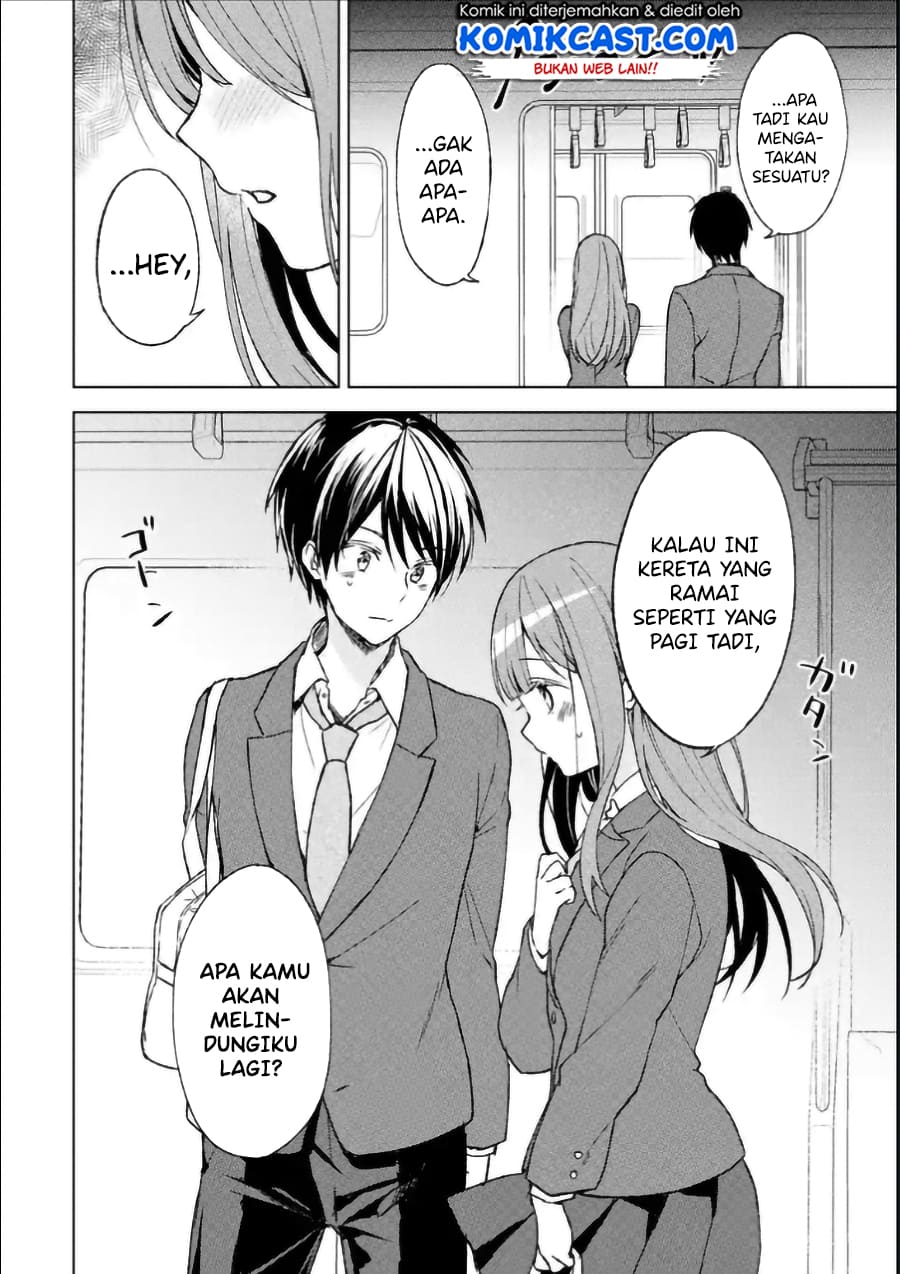 Komik ini diterjemahkan & diedit oleh
KOMIKCAST.COM
BUKAN WEB LAIN!!
...APA
TADI KAU
MENGA-
TAKAN
SESUATU?
...GAK
ADA
APA-
APA.
...HEY,
KALAU INI
KERETA YANG
RAMAI
SEPERTI YANG
PAGI TADI,
ガタン
ゴーン
APA KAMU
AKAN
MELIN-
DUNGIKU
LAGI?